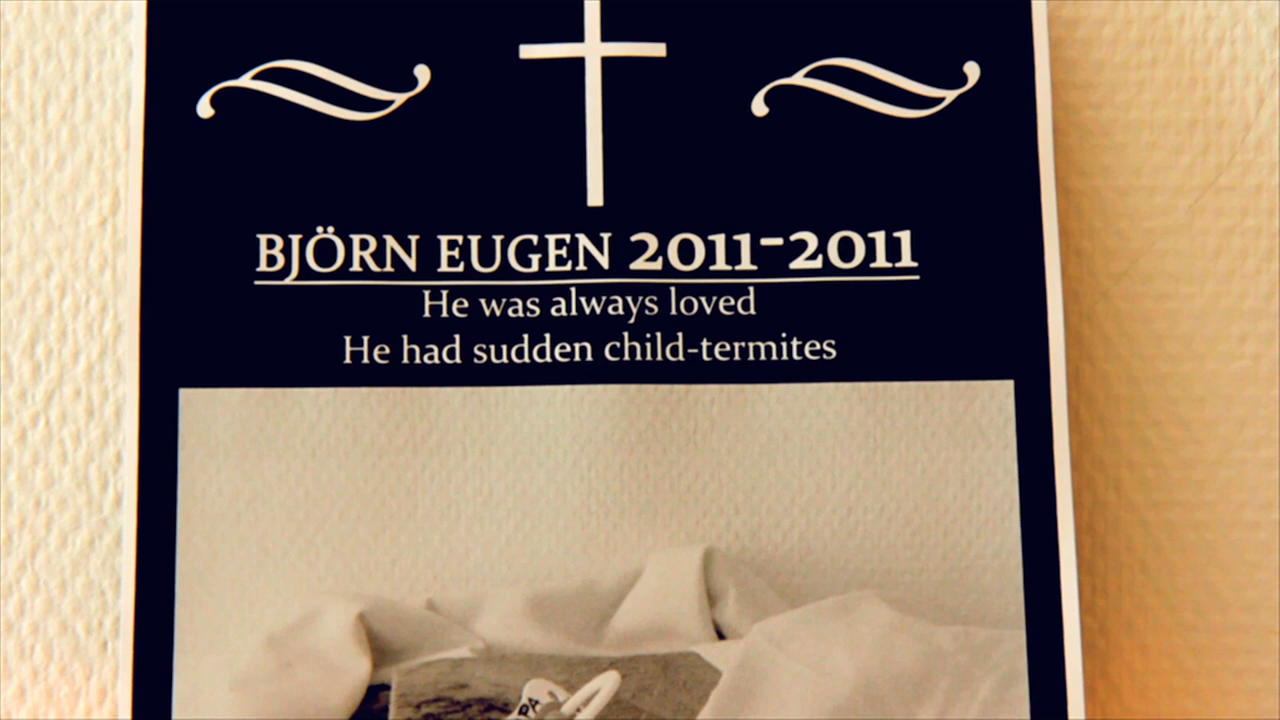 BJÖRN EUGEN 2011-2011
He was always loved
He had sudden child-termites